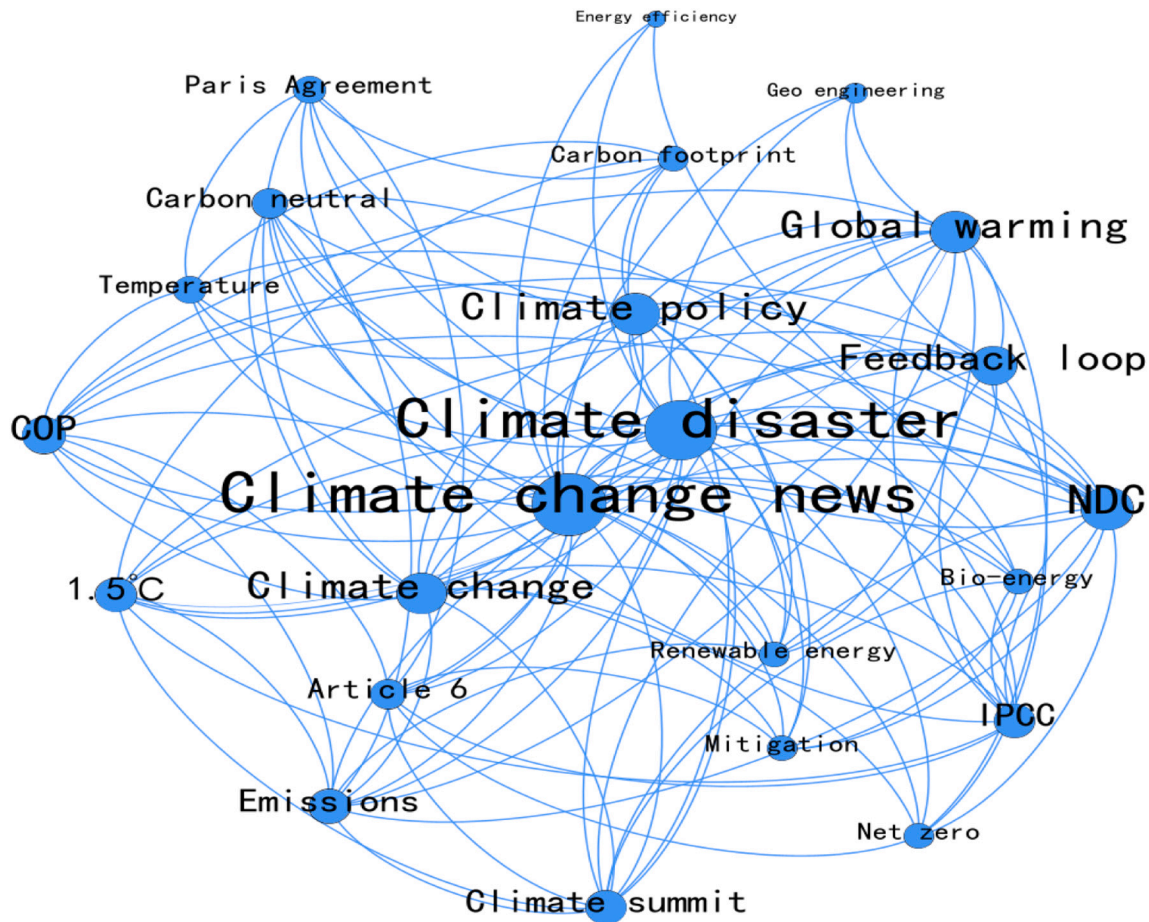 Energy efficiency
Paris Agreement
Geo engineering
Carbon footprint
Carbon neutral
Global warming
Temperature
Climate policy
Feedback loop
Climate disaster
COP
Climate change news
NDC
Bio-energy
1.5℃
Climate change
Renewable energy
Article 6
IPCC
Mitigation
Emissions
Net zero
Climate summit